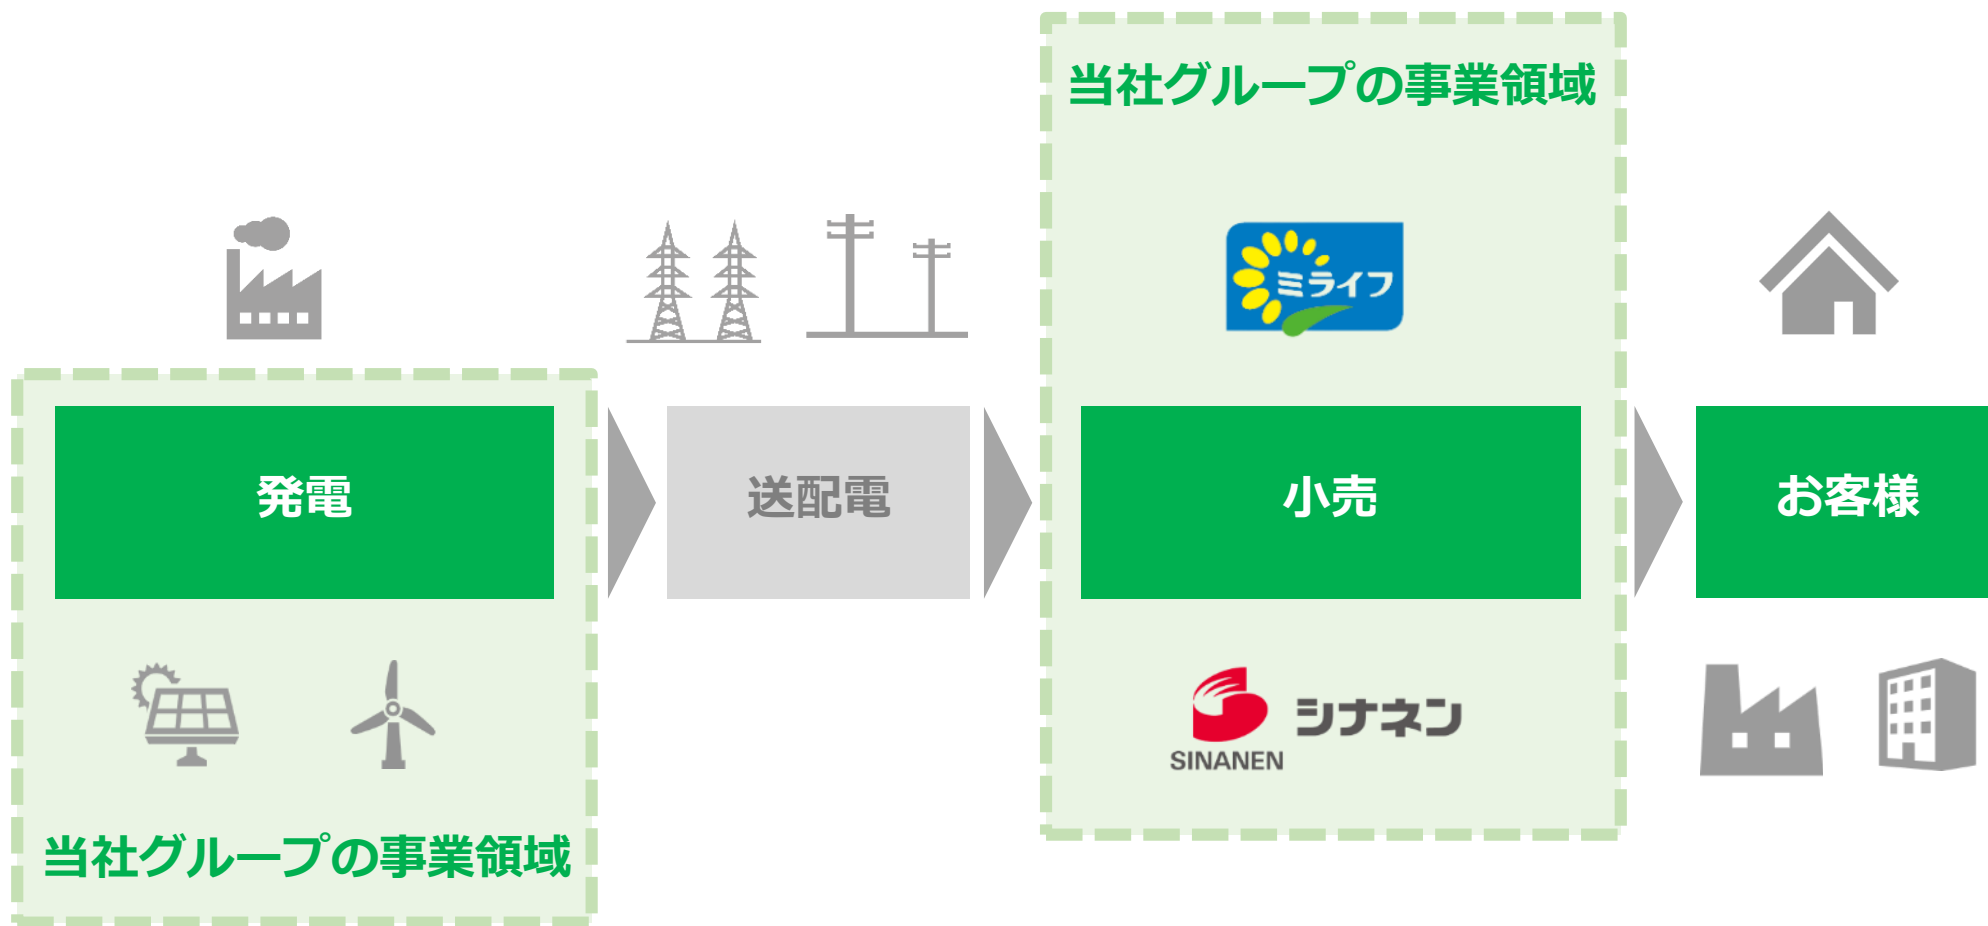 当社グループの事業領域
ミライフ
発電
送配電
小売
お客様
シナネン
SINANEN
当社グループの事業領域